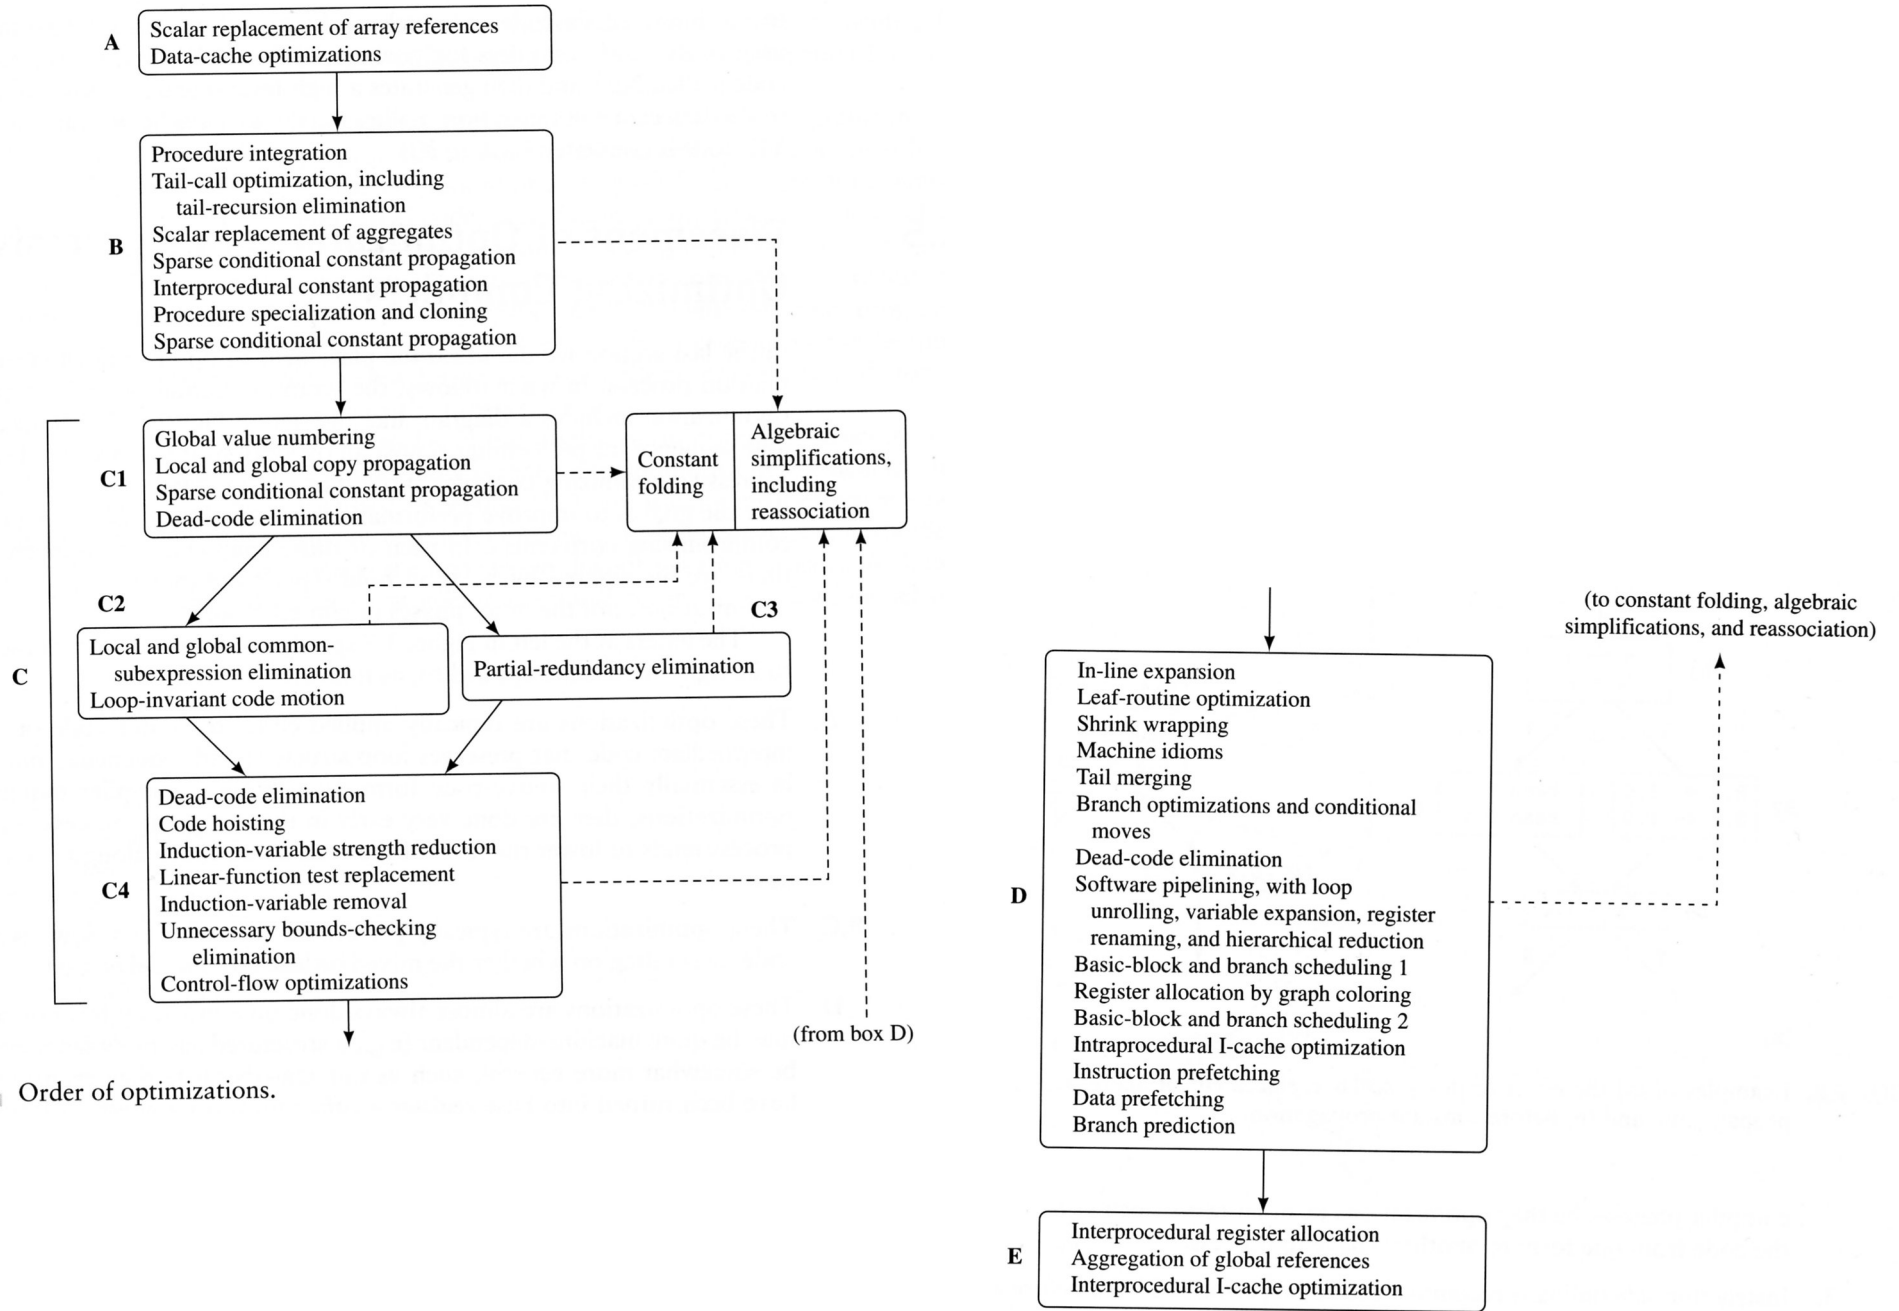 A
Scalar replacement of array references
Data-cache optimizations
B
Procedure integration
Tail-call optimization, including
tail-recursion elimination
Scalar replacement of aggregates
Sparse conditional constant propagation
Interprocedural constant propagation
Procedure specialization and cloning
Sparse conditional constant propagation
C
C1
Global value numbering
Local and global copy propagation
Sparse conditional constant propagation
Dead-code elimination
Constant
folding
Algebraic
simplifications,
including
reassociation
C2
Local and global common-
subexpression elimination
Loop-invariant code motion
C3
Partial-redundancy elimination
C4
Dead-code elimination
Code hoisting
Induction-variable strength reduction
Linear-function test replacement
Induction-variable removal
Unnecessary bounds-checking
elimination
Control-flow optimizations
(from box D)
Order of optimizations.
(to constant folding, algebraic
simplifications, and reassociation)
D
In-line expansion
Leaf-routine optimization
Shrink wrapping
Machine idioms
Tail merging
Branch optimizations and conditional
moves
Dead-code elimination
Software pipelining, with loop
unrolling, variable expansion, register
renaming, and hierarchical reduction
Basic-block and branch scheduling 1
Register allocation by graph coloring
Basic-block and branch scheduling 2
Intraprocedural I-cache optimization
Instruction prefetching
Data prefetching
Branch prediction
E
Interprocedural register allocation
Aggregation of global references
Interprocedural I-cache optimization